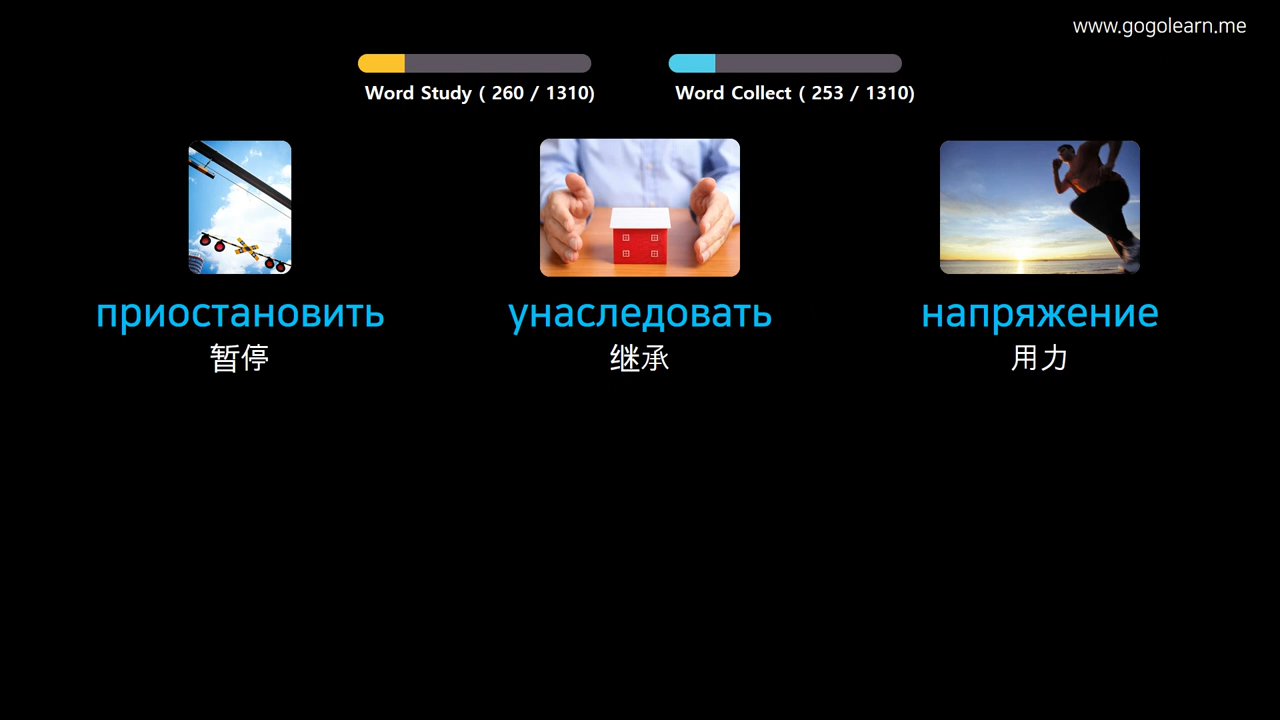 www.gogolearn.me
Word Study ( 260 / 1310)
Word Collect ( 253 / 1310)
приостановить
унаследовать
напряжение
暂停
继承
用力